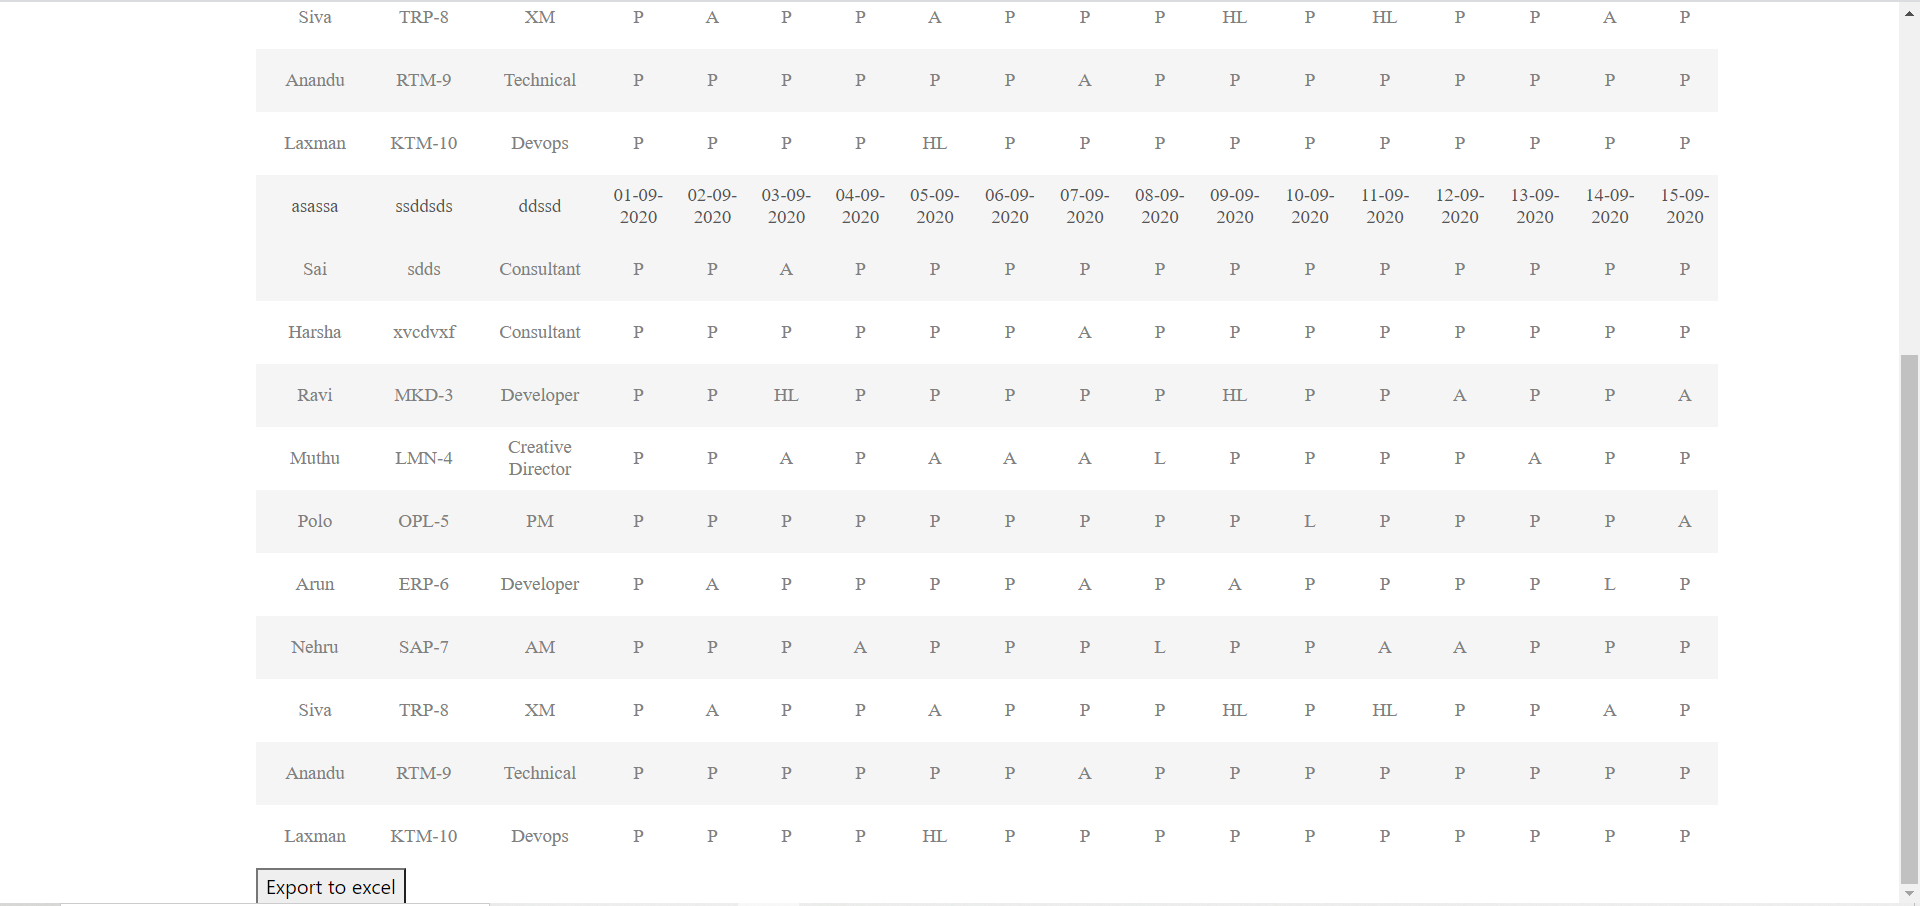 Siva TRP-8 XM P A P P A P P P HL P HL P P A P
Anandu RTM-9 Technical P P P P P P A P P P P P P P P
Laxman KTM-10 Devops P P P P HL P P P P P P P P P P
asassa ssddsds ddssd 01-09- 02-09- 03-09- 04-09- 05-09- 06-09- 07-09- 08-09- 09-09- 10-09- 11-09- 12-09- 13-09- 14-09- 15-09-
2020 2020 2020 2020 2020 2020 2020 2020 2020 2020 2020 2020 2020 2020 2020
Sai sdds Consultant P P A P P P P P P P P P P P P
Harsha xvcdvxf Consultant P P P P P P A P P P P P P P P
Ravi MKD-3 Developer P P HL P P P P P HL P P A P P A
Muthu LMN-4 Creative
Director P P A P A A A L P P P P A P P
Polo OPL-5 PM P P P P P P P P P L P P P P A
Arun ERP-6 Developer P A P P P P A P A P P P P L P
Nehru SAP-7 AM P P P A P P P L P P A A P P P
Siva TRP-8 XM P A P P A P P P HL P HL P P A P
Anandu RTM-9 Technical P P P P P P A P P P P P P P P
Laxman KTM-10 Devops P P P P HL P P P P P P P P P P
Export to excel